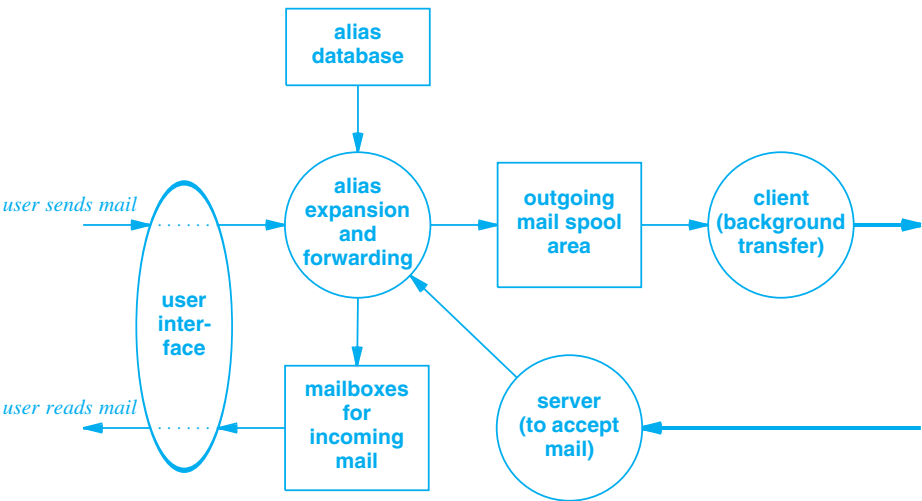 alias
database
user sends mail
alias
expansion
and
forwarding
outgoing
mail spool
area
client
(background
transfer)
user
inter-
face
user reads mail
mailboxes
for
incoming
mail
server
(to accept
mail)